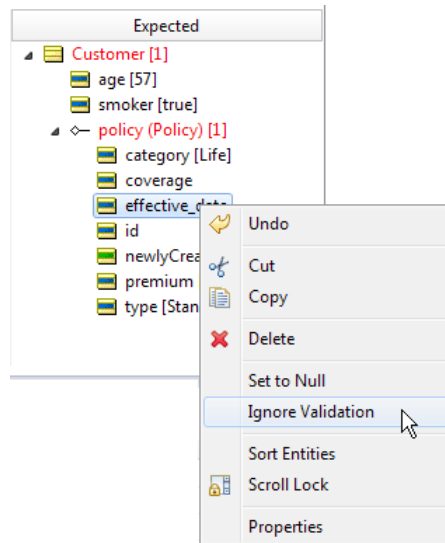 Expected
Customer [1]
age [57]
smoker [true]
policy (Policy) [1]
category [Life]
coverage
effective_date
id
newlyCrea
premium
type [Stan
Undo
Cut
Copy
Delete
Set to Null
Ignore Validation
Sort Entities
Scroll Lock
Properties